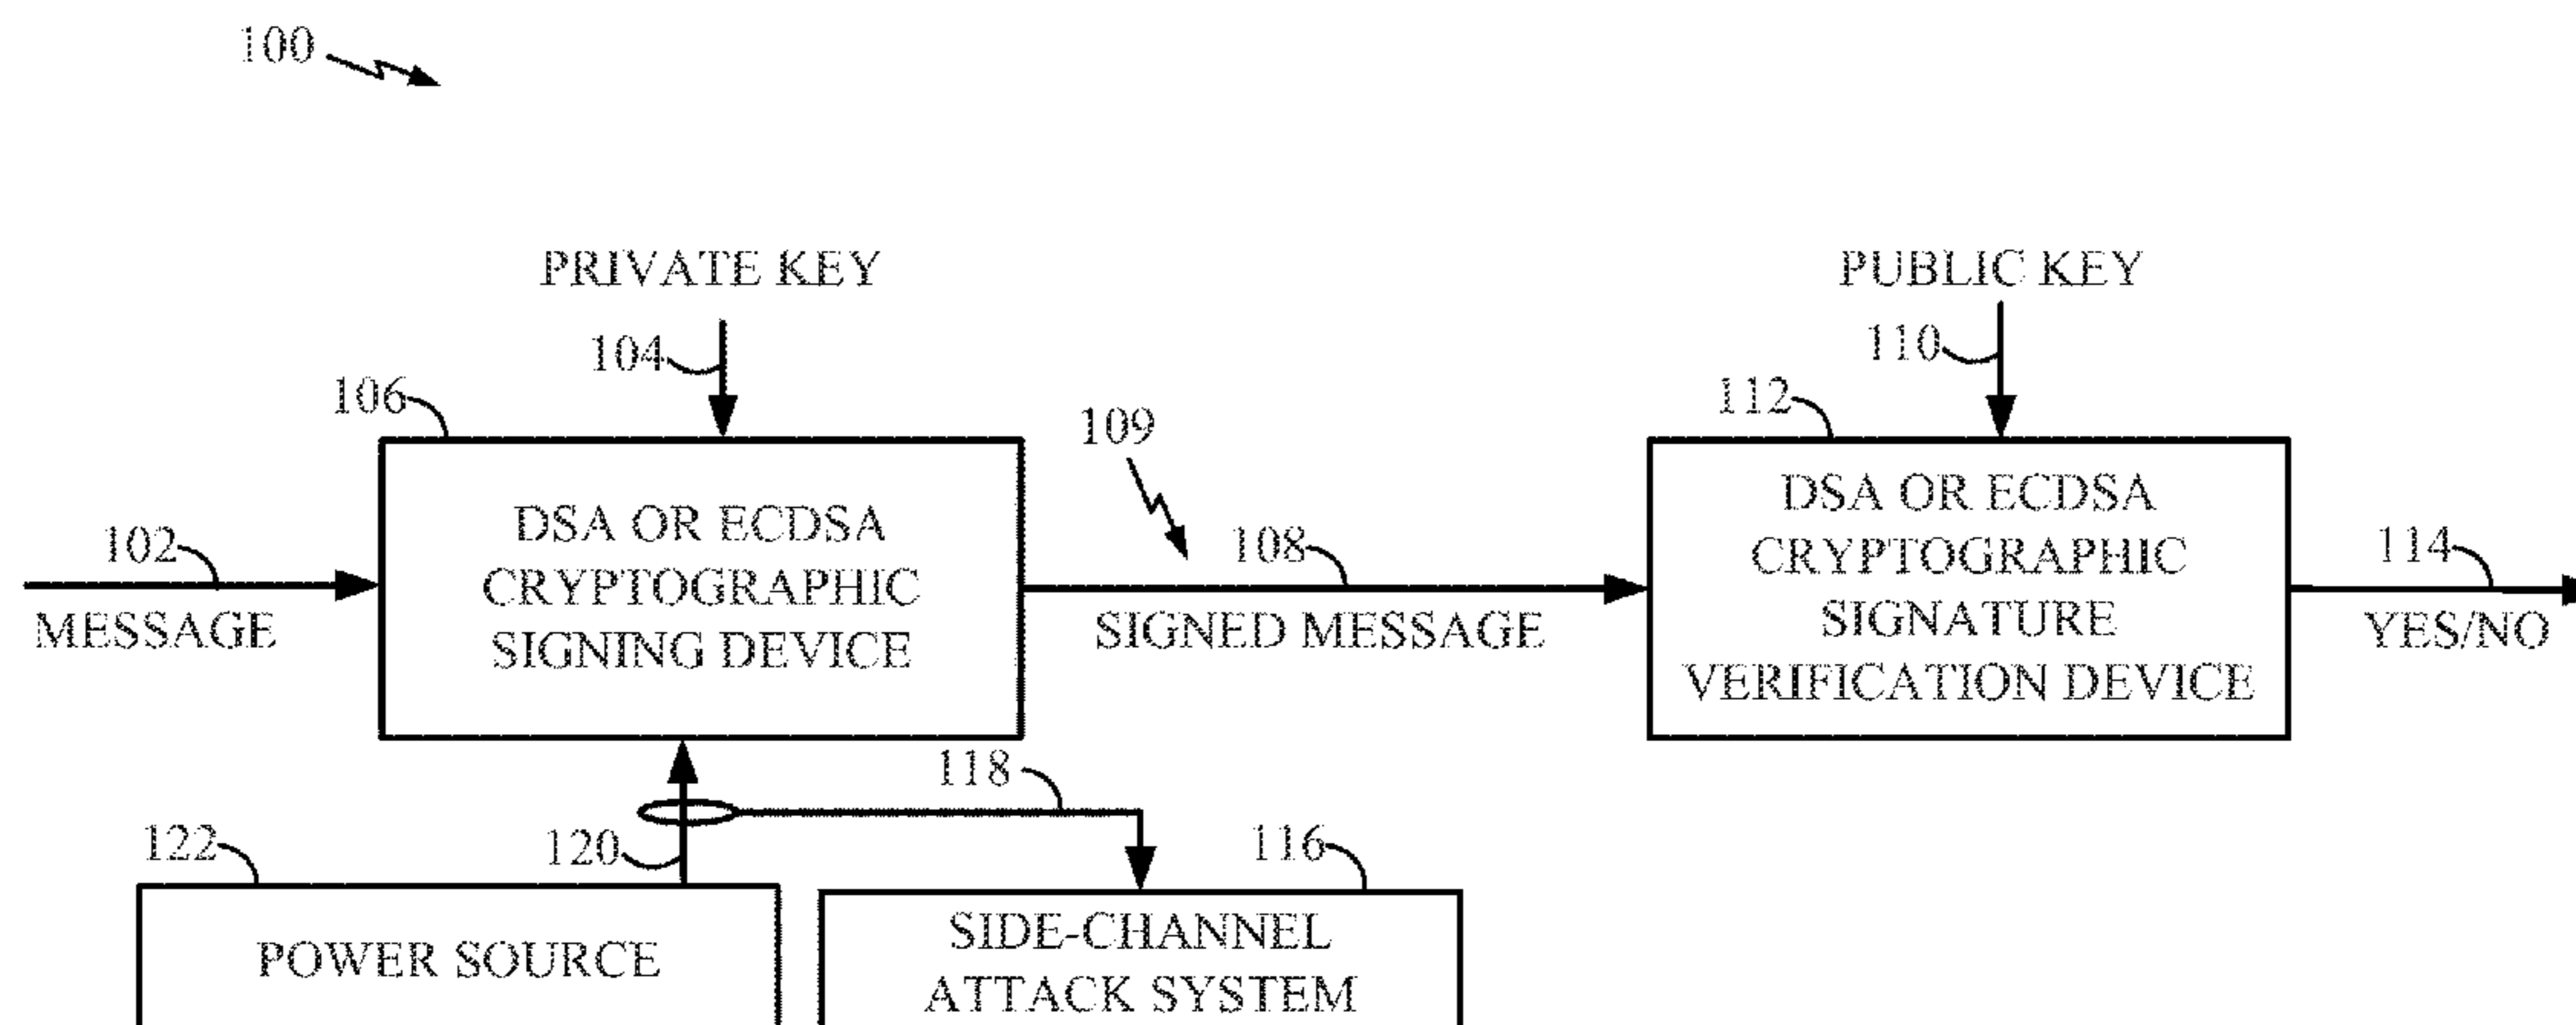 100
PRIVATE KEY
PUBLIC KEY
104
110
106
109
112
DSA OR ECDSA
CRYPTOGRAPHIC
SIGNING DEVICE
DSA OR ECDSA
CRYPTOGRAPHIC
SIGNATURE
VERIFICATION DEVICE
102
MESSAGE
108
SIGNED MESSAGE
114
YES/NO
118
122
120
116
POWER SOURCE
SIDE-CHANNEL
ATTACK SYSTEM